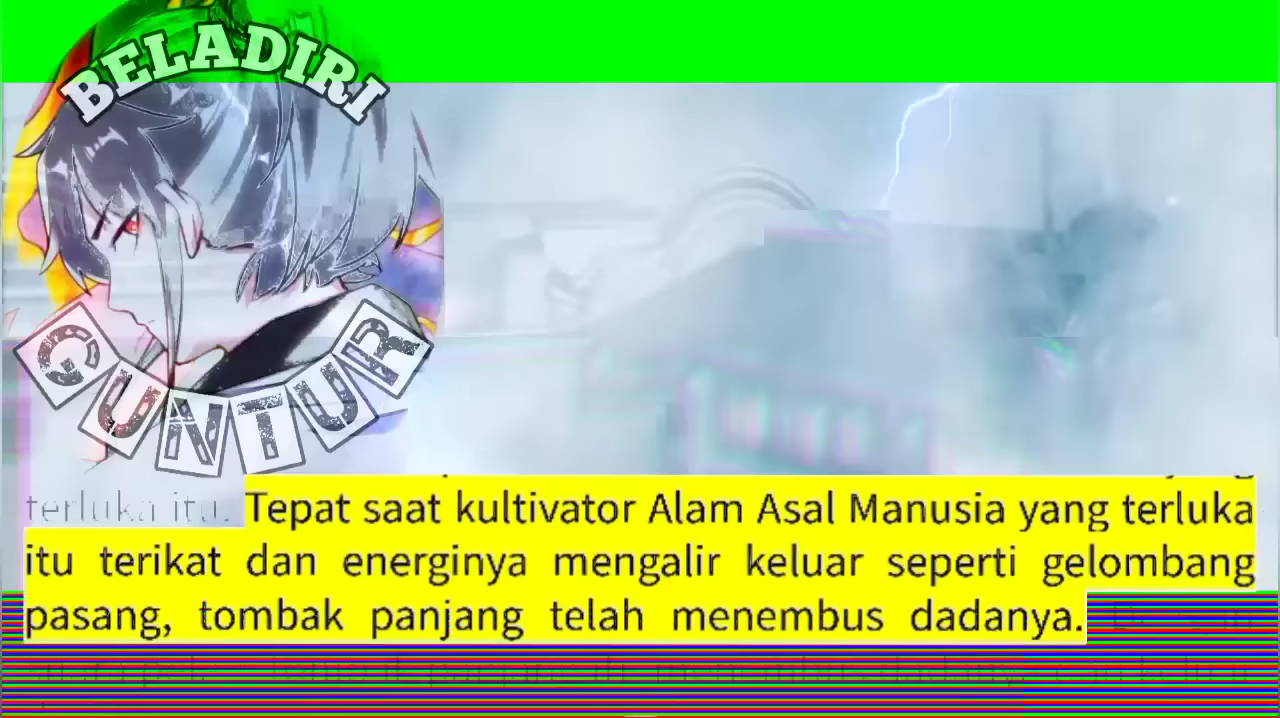 BELADIRI
GUNTUR
terluka itu. Tepat saat kultivator Alam Asal Manusia yang terluka
itu terikat dan energinya mengalir keluar seperti gelombang
pasang, tombak panjang telah menembus dadanya.